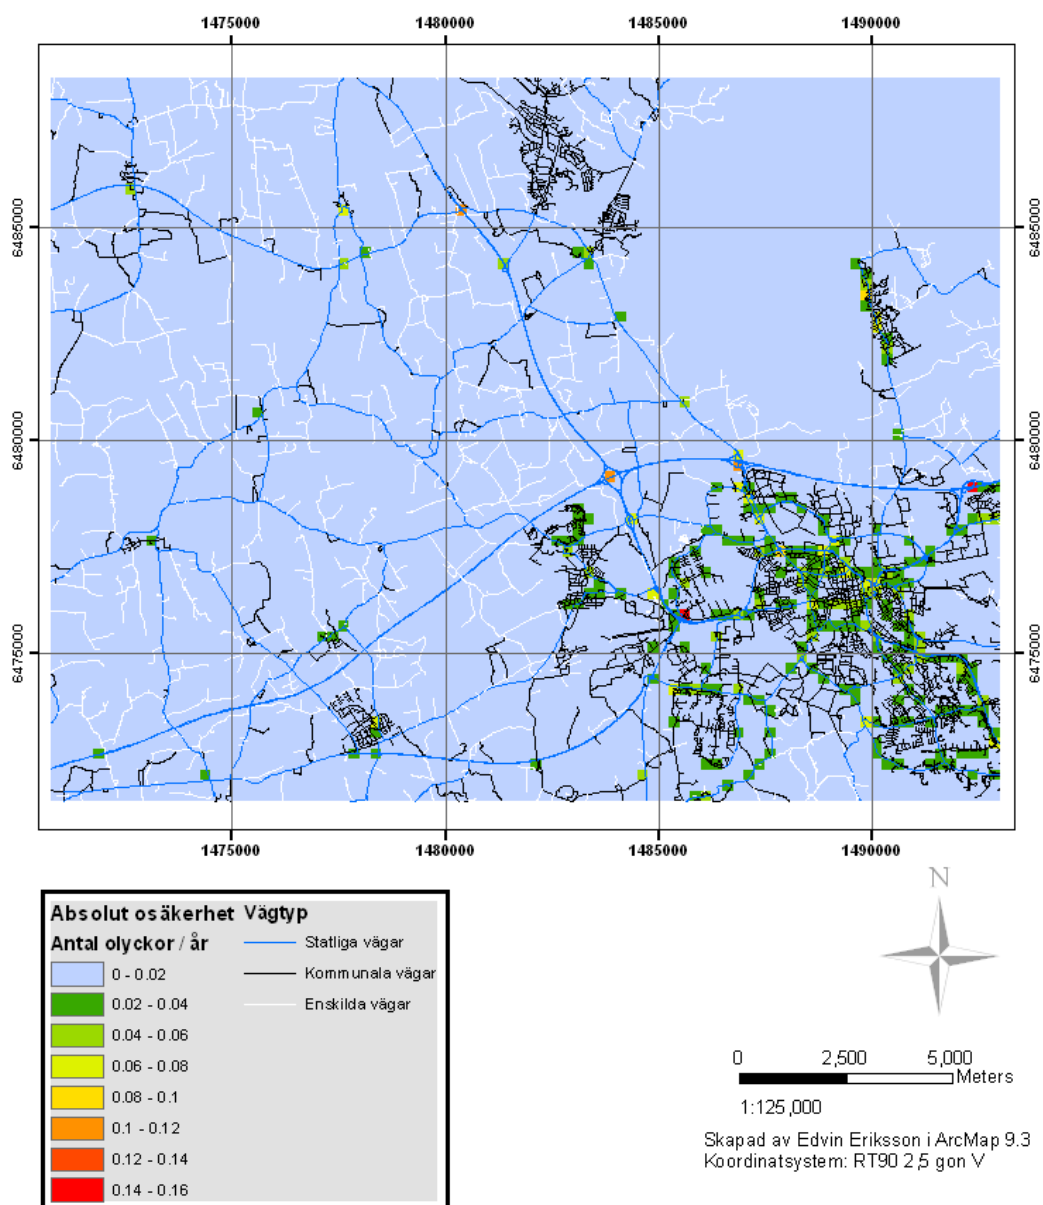 1475000 1480000 1485000 1490000
6485000 6485000
6480000 6480000
6475000 6475000
1475000 1480000 1485000 1490000
N
Absolut osäkerhet Vägtyp
Antal olyckor / år
Statliga vägar
0 - 0.02
Kommunala vägar
0.02 - 0.04
Enskilda vägar
0.04 - 0.06
0.06 - 0.08
0.08 - 0.1
0.1 - 0.12
0.12 - 0.14
0.14 - 0.16
0 2,500 5,000
Meters
1:125,000
Skapad av Edvin Eriksson i ArcMap 9.3
Koordinatsystem: RT90 2,5 gon V